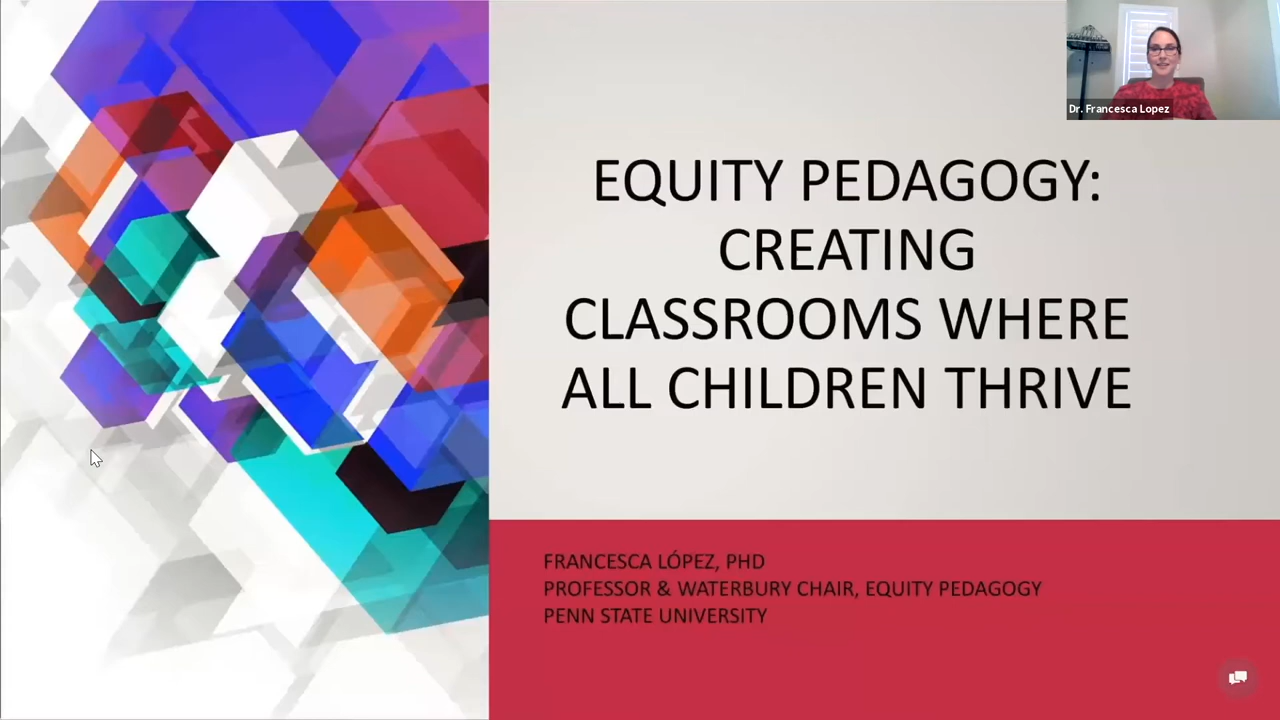 Dr. Francesca Lopez
EQUITY PEDAGOGY:
CREATING
CLASSROOMS WHERE
ALL CHILDREN THRIVE
FRANCESCA LÓPEZ, PHD
PROFESSOR & WATERBURY CHAIR, EQUITY PEDAGOGY
PENN STATE UNIVERSITY